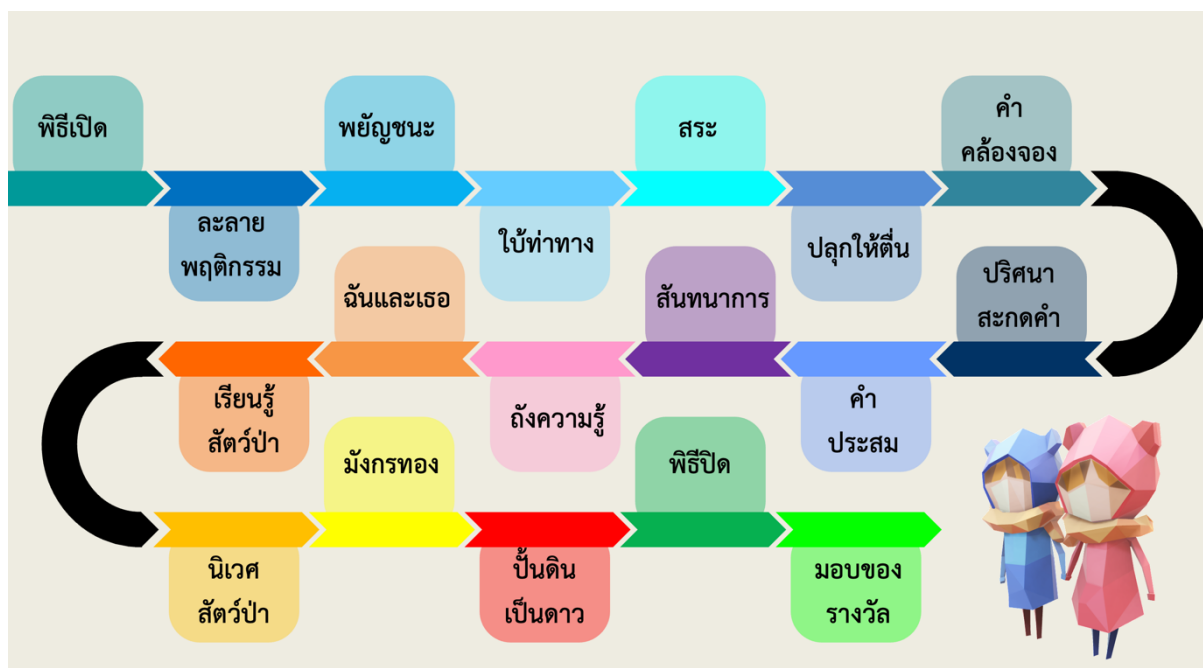 พิธีเปิด
ละลาย
พฤติกรรม
พยัญชนะ
ใบ้ท่าทาง
สระ
ปลุกให้ตื่น
คำ
คล้องจอง
ปริศนา
สะกดคำ
คำ
ประสม
สันทนาการ
ถังความรู้
ฉันและเธอ
เรียนรู้
สัตว์ป่า
นิเวศ
สัตว์ป่า
มังกรทอง
ปั้นดิน
เป็นดาว
พิธีปิด
มอบของ
รางวัล